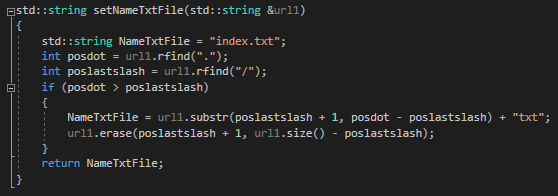 std::string setNameTxtFile(std::string &url1)
{
    std::string NameTxtFile = "index.txt";
    int posdot = url1.rfind(".");
    int poslastslash = url1.rfind("/");
    if (posdot > poslastslash)
    {
        NameTxtFile = url1.substr(poslastslash + 1, posdot - poslastslash) + "txt";
        url1.erase(poslastslash + 1, url1.size() - poslastslash);
    }
    return NameTxtFile;
}